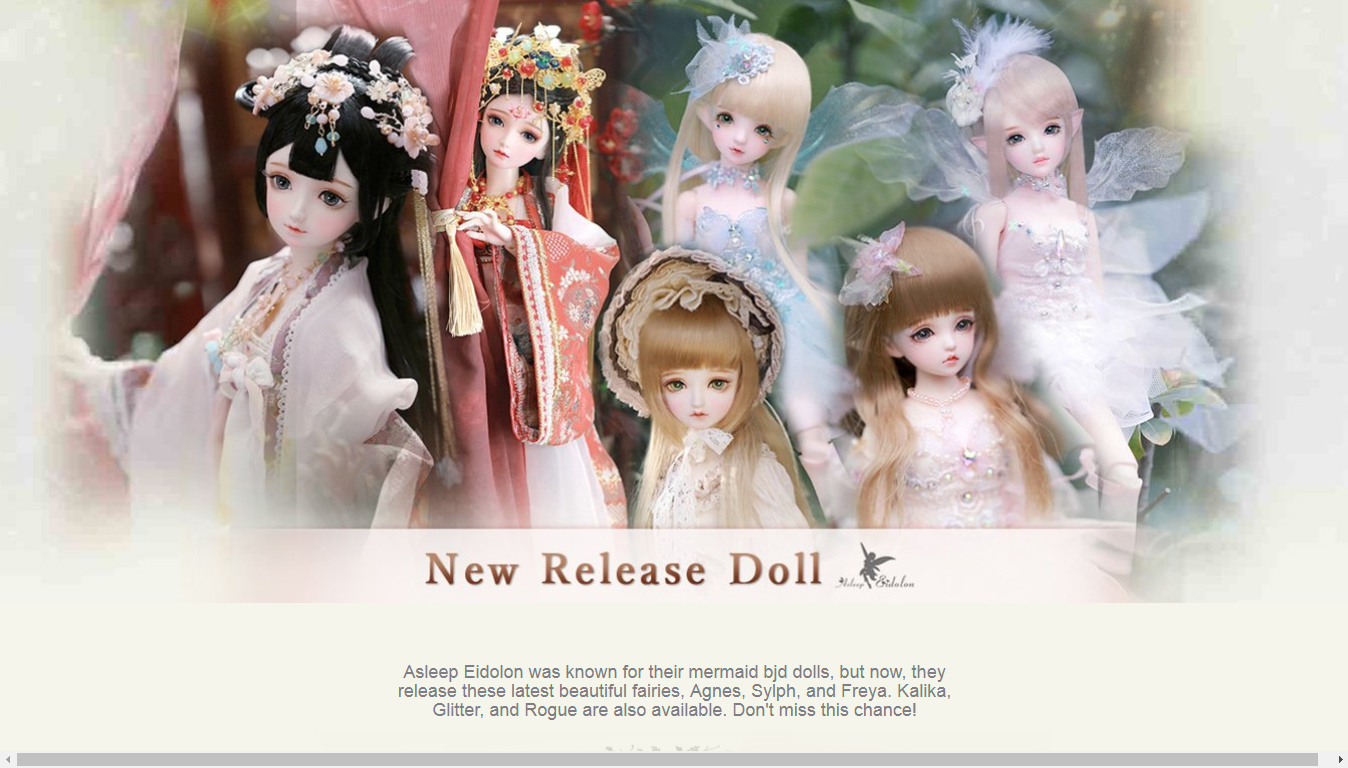 New Release Doll
Asleep Eidolon
Asleep Eidolon was known for their mermaid bjd dolls, but now, they
release these latest beautiful fairies, Agnes, Sylph, and Freya. Kalika,
Glitter, and Rogue are also available. Don't miss this chance!